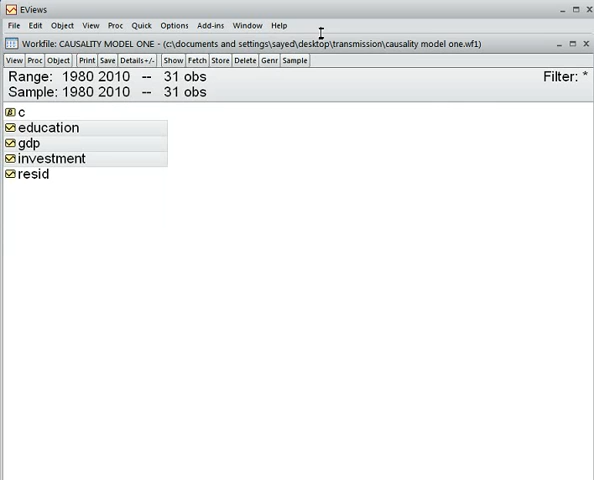 EViews
File Edit Object View Proc Quick Options Add-ins Window Help
Workfile: CAUSALITY MODEL ONE - (c:\documents and settings\sayed\desktop\transmission\causality model one.wf1)
View Proc Object Print Save Details+/- Show Fetch Store Delete Genr Sample
Range: 1980 2010 -- 31 obs Filter: *
Sample: 1980 2010 -- 31 obs
c
education
gdp
investment
resid